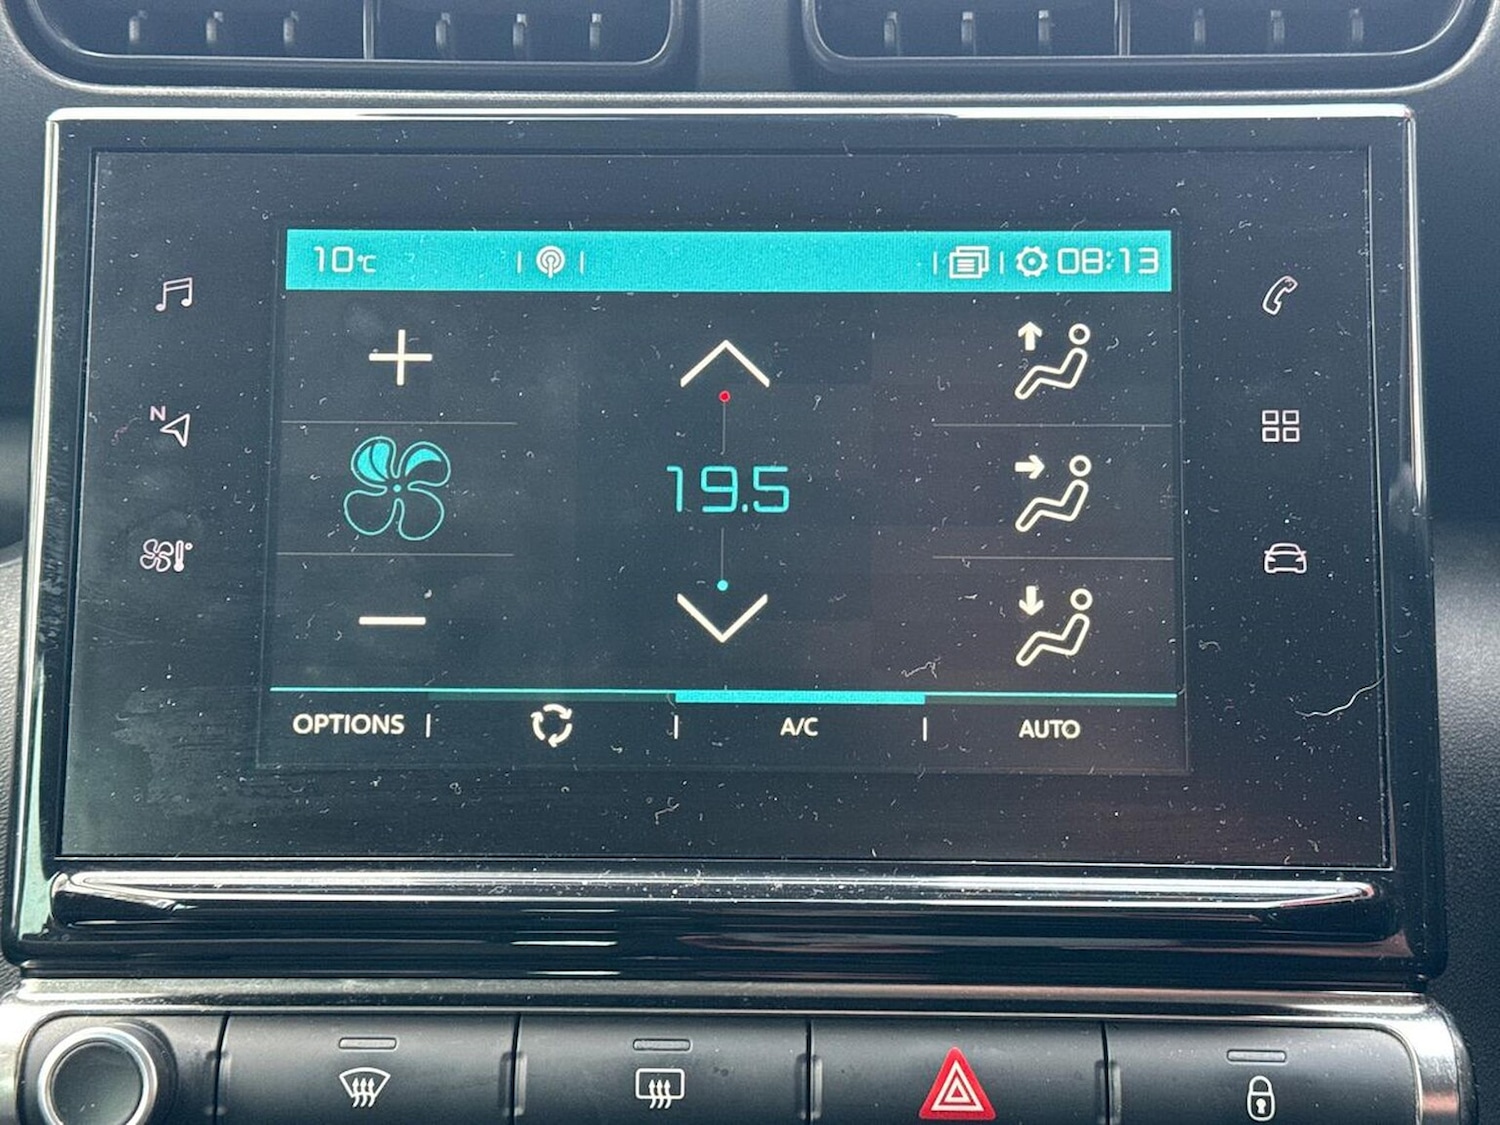 10°C 08:13
N
19.5
OPTIONS A/C AUTO